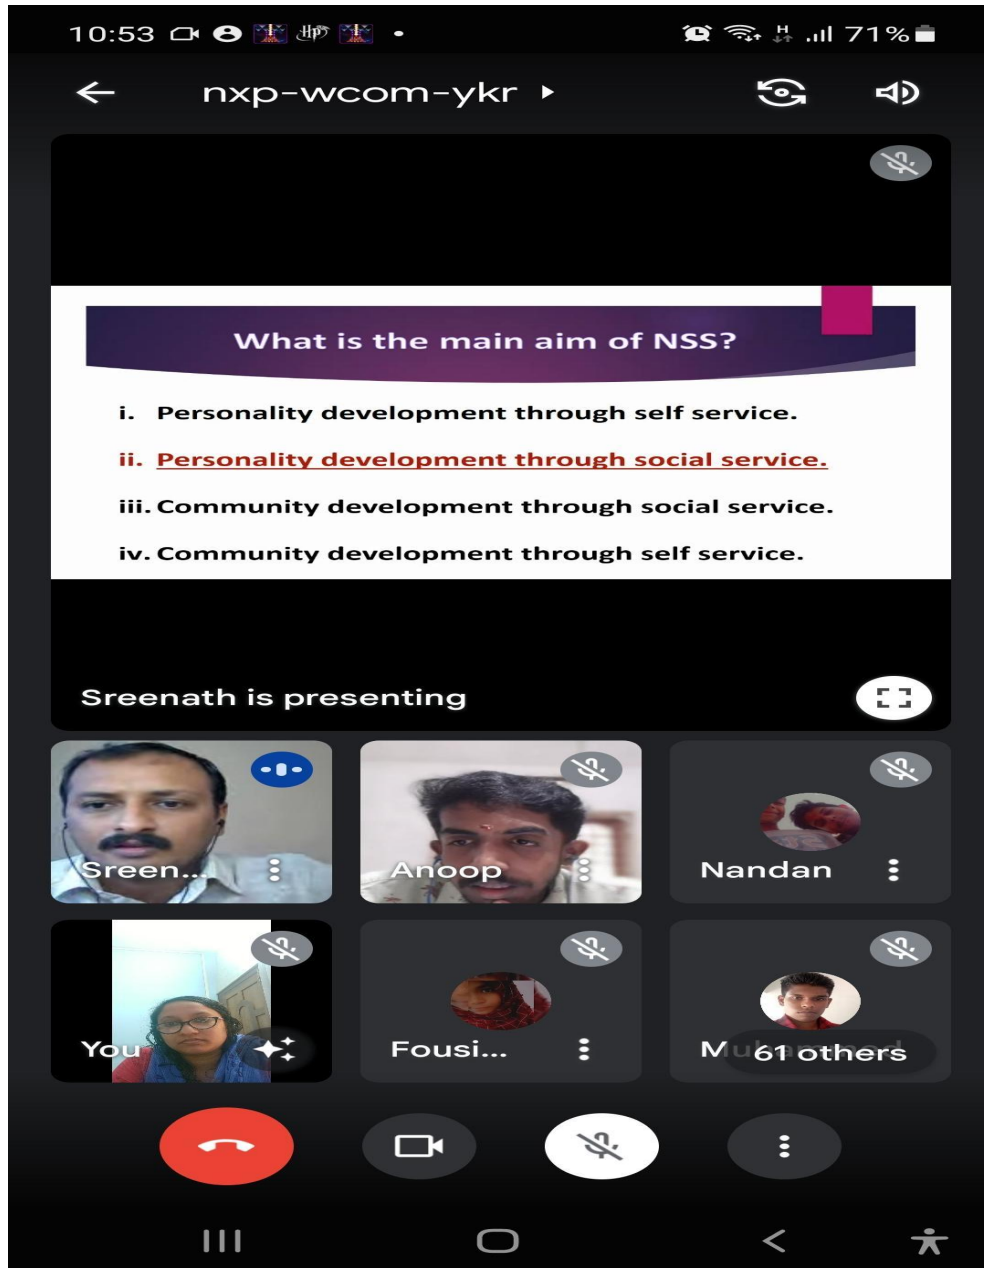 10:53 71%
nxp-wcom-ykr
What is the main aim of NSS?
i. Personality development through self service.
ii. Personality development through social service.
iii. Community development through social service.
iv. Community development through self service.
Sreenath is presenting
Sreen... Anoop Nandan
You Fousi... Muhammed 61 others